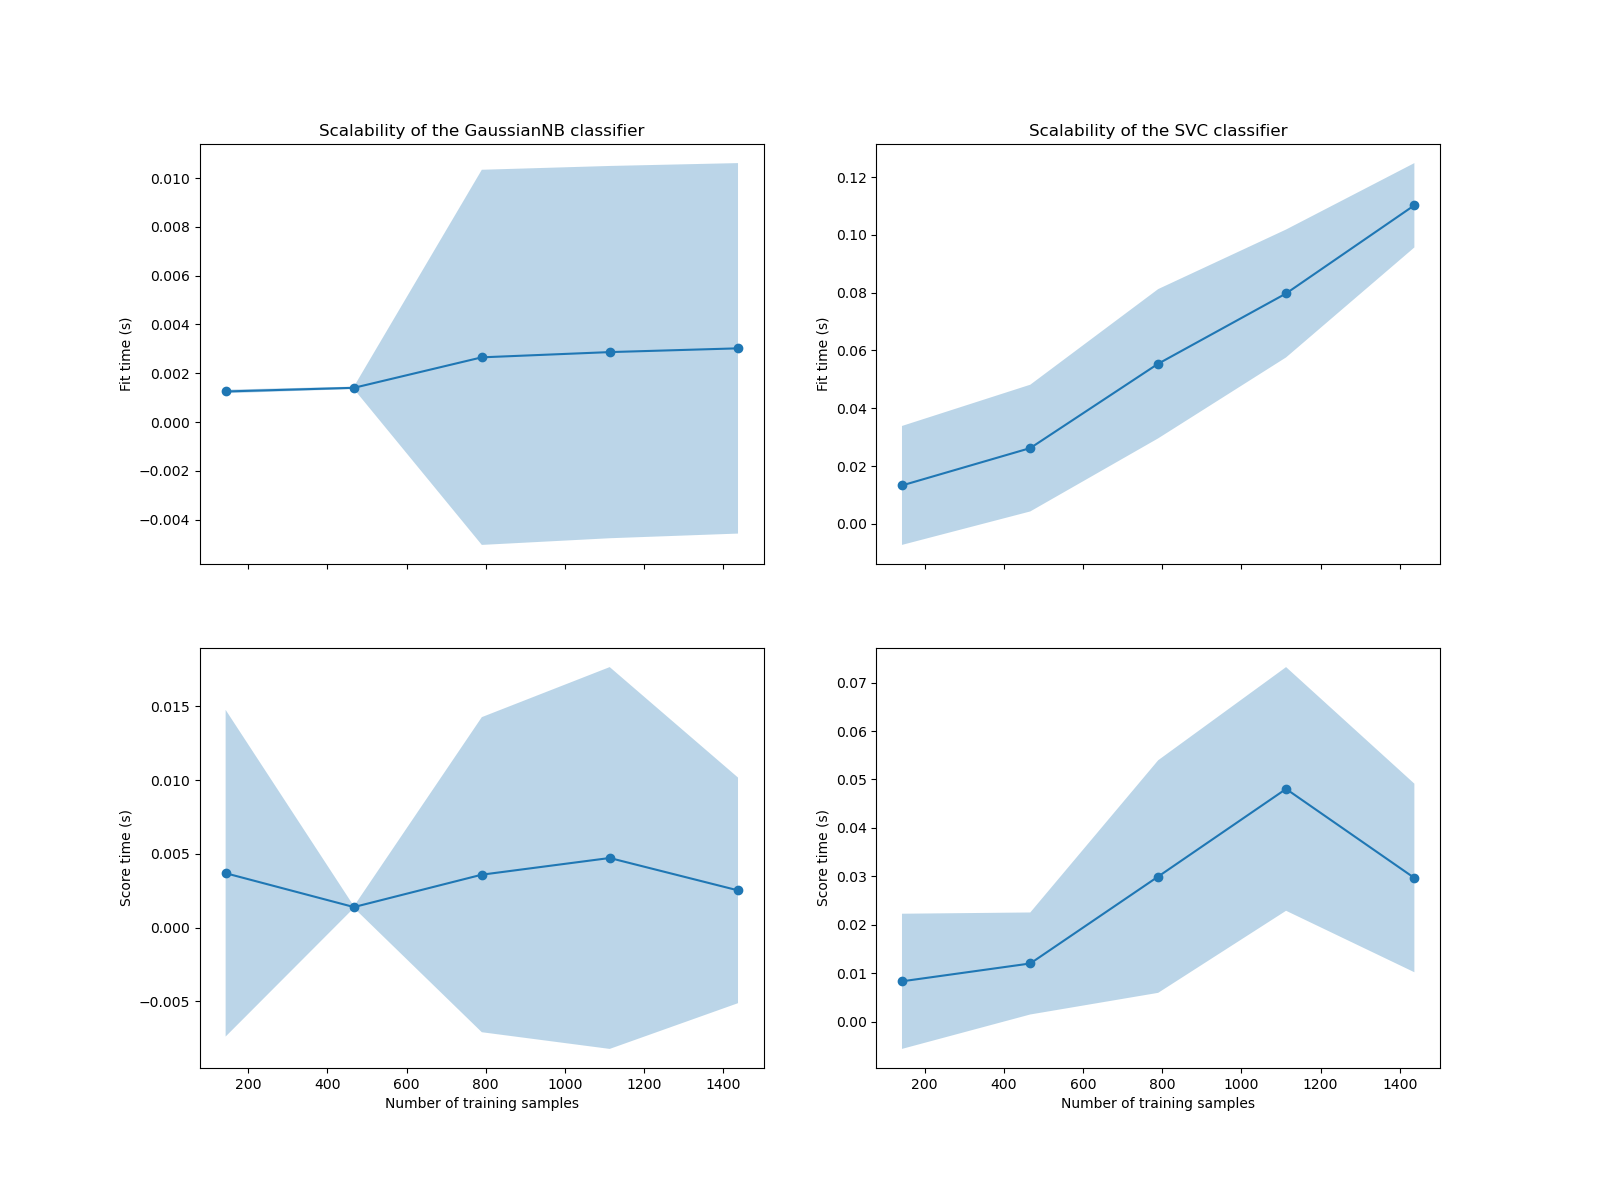 Scalability of the GaussianNB classifier
Fit time (s)
0.010
0.008
0.006
0.004
0.002
0.000
−0.002
−0.004
Scalability of the SVC classifier
Fit time (s)
0.12
0.10
0.08
0.06
0.04
0.02
0.00
Score time (s)
0.015
0.010
0.005
0.000
−0.005
200 400 600 800 1000 1200 1400
Number of training samples
Score time (s)
0.07
0.06
0.05
0.04
0.03
0.02
0.01
0.00
200 400 600 800 1000 1200 1400
Number of training samples